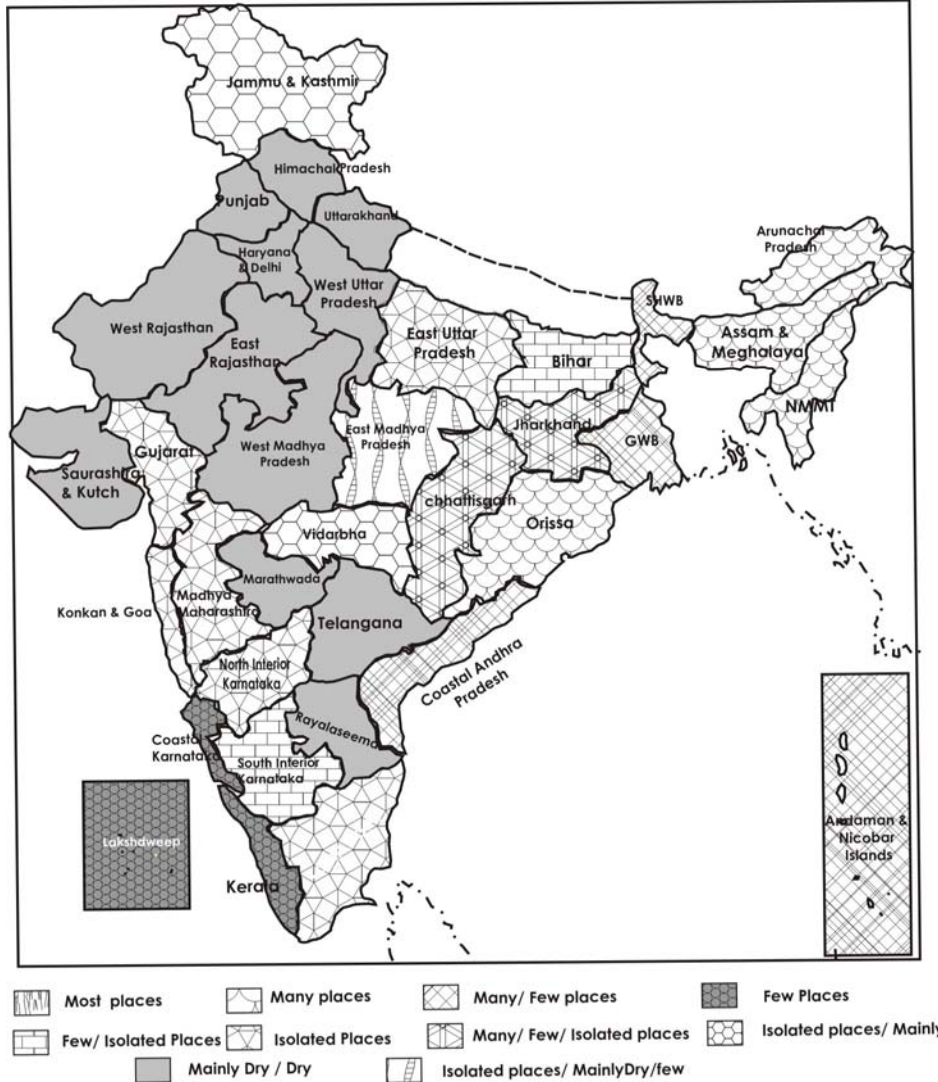 Jammu & Kashmir
Himachal Pradesh
Punjab
Uttarakhand
Haryana
& Delhi
West Uttar
Pradesh
Arunachal
Pradesh
SHWB
West Rajasthan
East
Rajasthan
East Uttar
Pradesh
Bihar
Assam &
Meghalaya
NMMT
Gujarat
West Madhya
Pradesh
East Madhya
Pradesh
Jharkhand
GWB
Saurashtra
& Kutch
chhattisgarh
Orissa
Vidarbha
Marathwada
Konkan & Goa
Madhya
Maharashtra
Telangana
North Interior
Karnataka
Coastal Andhra
Pradesh
Rayalaseema
Coastal
Karnataka
South Interior
Karnataka
Lakshdweep
Kerala
Andaman &
Nicobar
Islands
Most places
Many places
Many/ Few places
Few Places
Few/ Isolated Places
Isolated Places
Many/ Few/ Isolated places
Isolated places/ Mainly
Mainly Dry / Dry
Isolated places/ MainlyDry/few